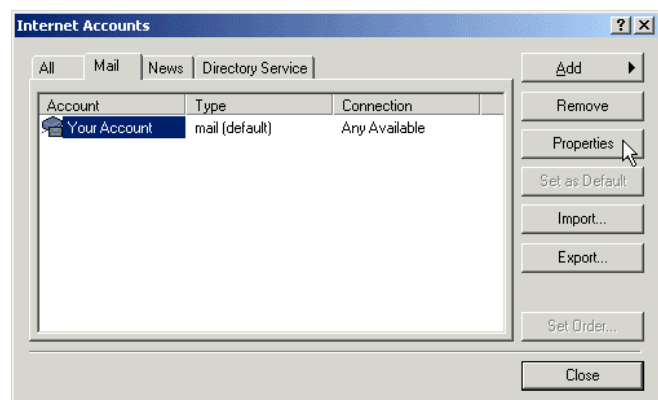 Internet Accounts
All Mail News Directory Service
Add
Account Type Connection
Remove
Your Account mail (default) Any Available
Properties
Set as Default
Import...
Export...
Set Order...
Close